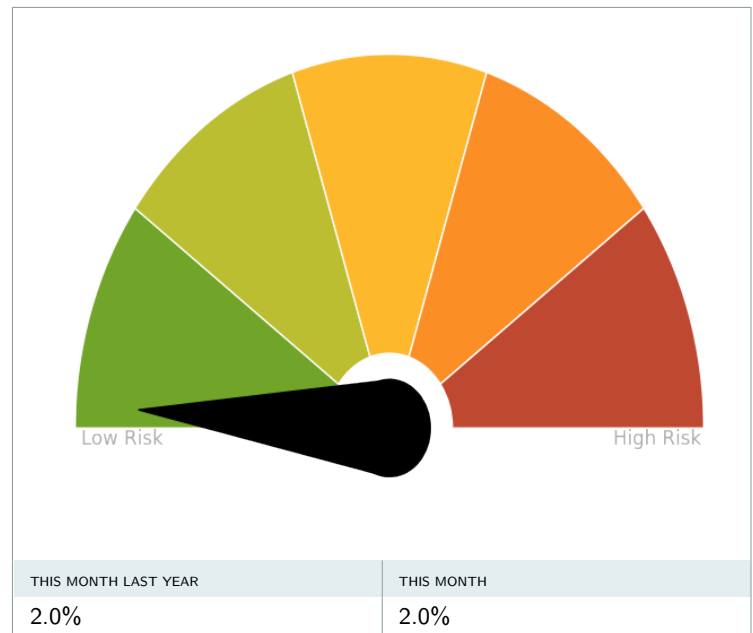 Low Risk
High Risk
THIS MONTH LAST YEAR
THIS MONTH
2.0%
2.0%